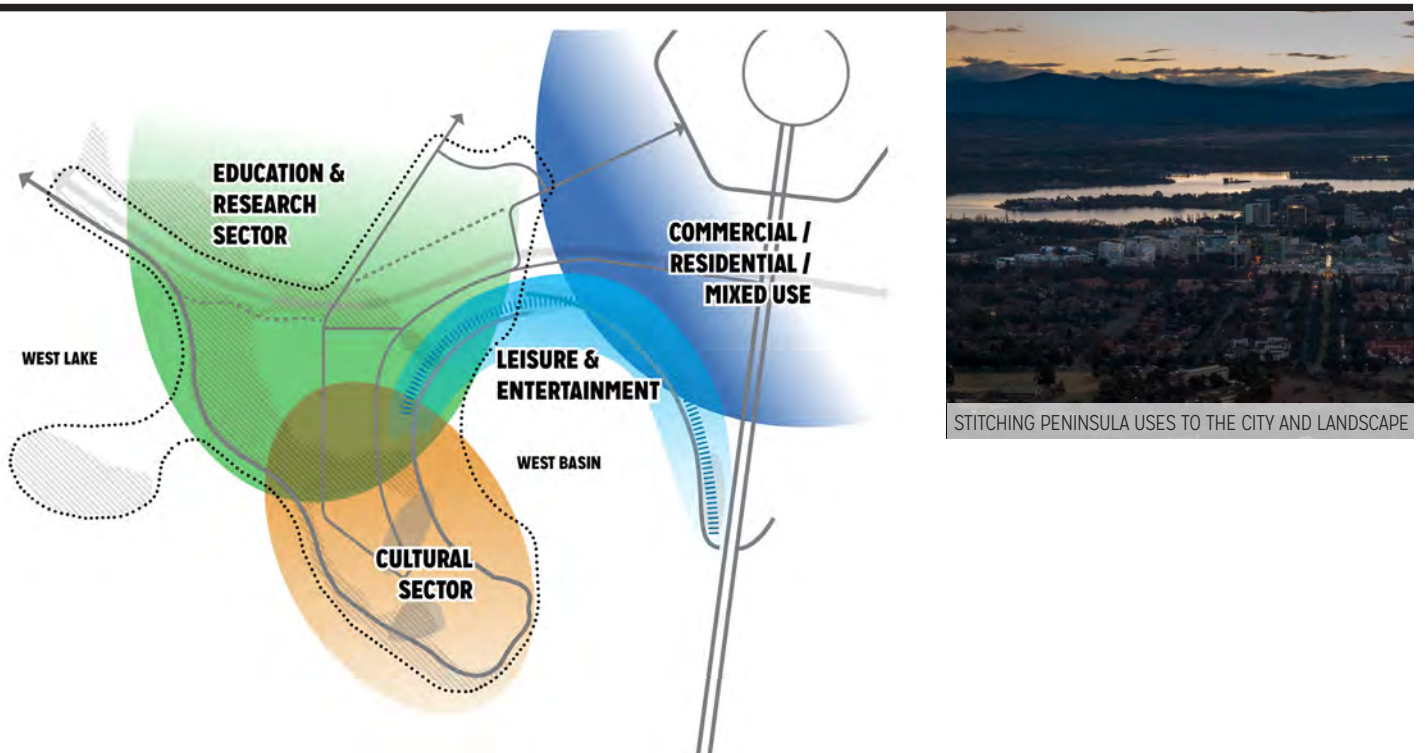 EDUCATION &
RESEARCH
SECTOR
COMMERCIAL /
RESIDENTIAL /
MIXED USE
WEST LAKE
LEISURE &
ENTERTAINMENT
WEST BASIN
CULTURAL
SECTOR
STITCHING PENINSULA USES TO THE CITY AND LANDSCAPE